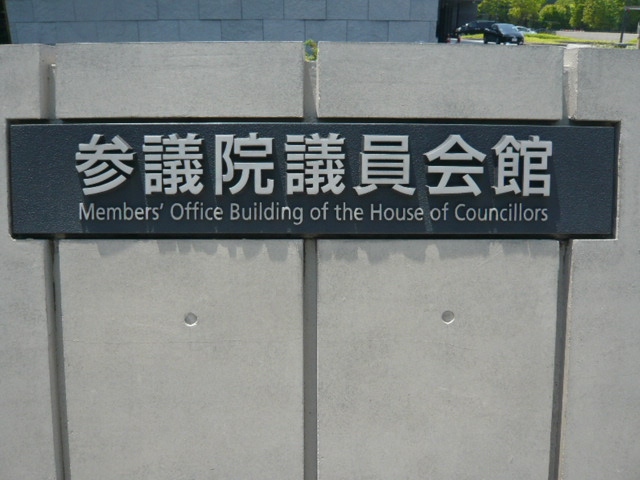 参議院議員会館
Members' Office Building of the House of Councillors